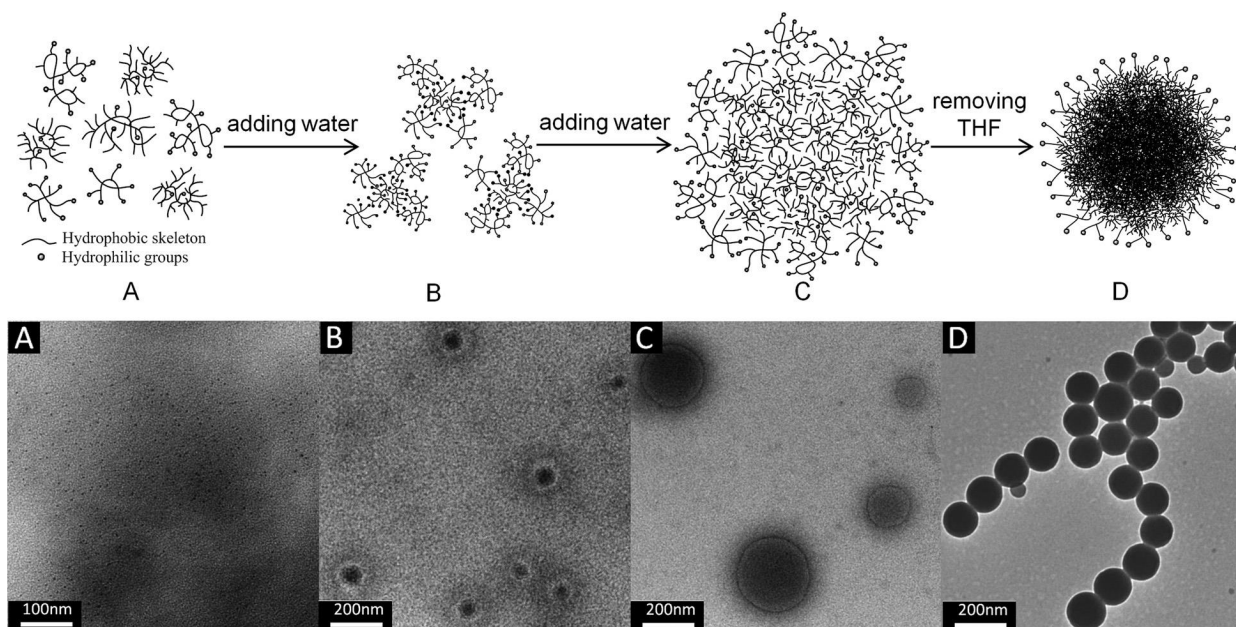 adding water
adding water
removing
THF
Hydrophobic skeleton
Hydrophilic groups
A
B
C
D
A
B
C
D
100nm
200nm
200nm
200nm